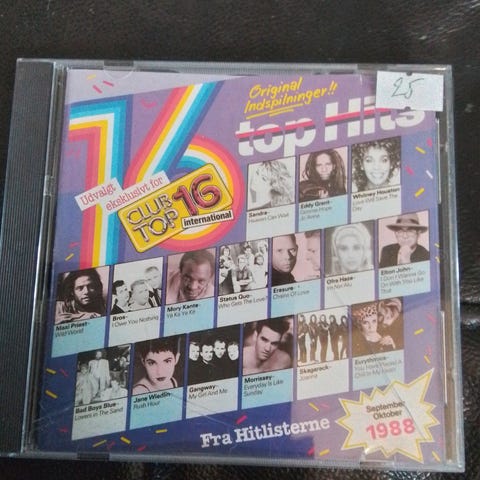 25
Original
Indspilninger!!
top Hits
16
Udvalgt
eksklusivt for
CLUB
TOP 16
international
Sandra-
Heaven Can Wait
Eddy Grant-
Gimme Hope
Jo'Anna
Whitney Houston-
Love Will Save The
Day
Maxi Priest-
Wild World
Bros-
I Owe You Nothing
Mory Kante-
Yé Ké Yé Ké
Status Quo-
Who Gets The Love?
Erasure-
Chains Of Love
Ofra Haza-
Elton John-
I Don't Wanna Go
On With You Like
That
Bad Boys Blue-
Lovers In The Sand
Jane Wiedlin-
Rush Hour
Gangway-
My Girl And Me
Morrissey-
Everyday Is Like
Sunday
Skagarack-
Joanna
Eurythmics-
You Have Placed A
Chill In My Heart
Fra Hitlisterne
September
Oktober
1988